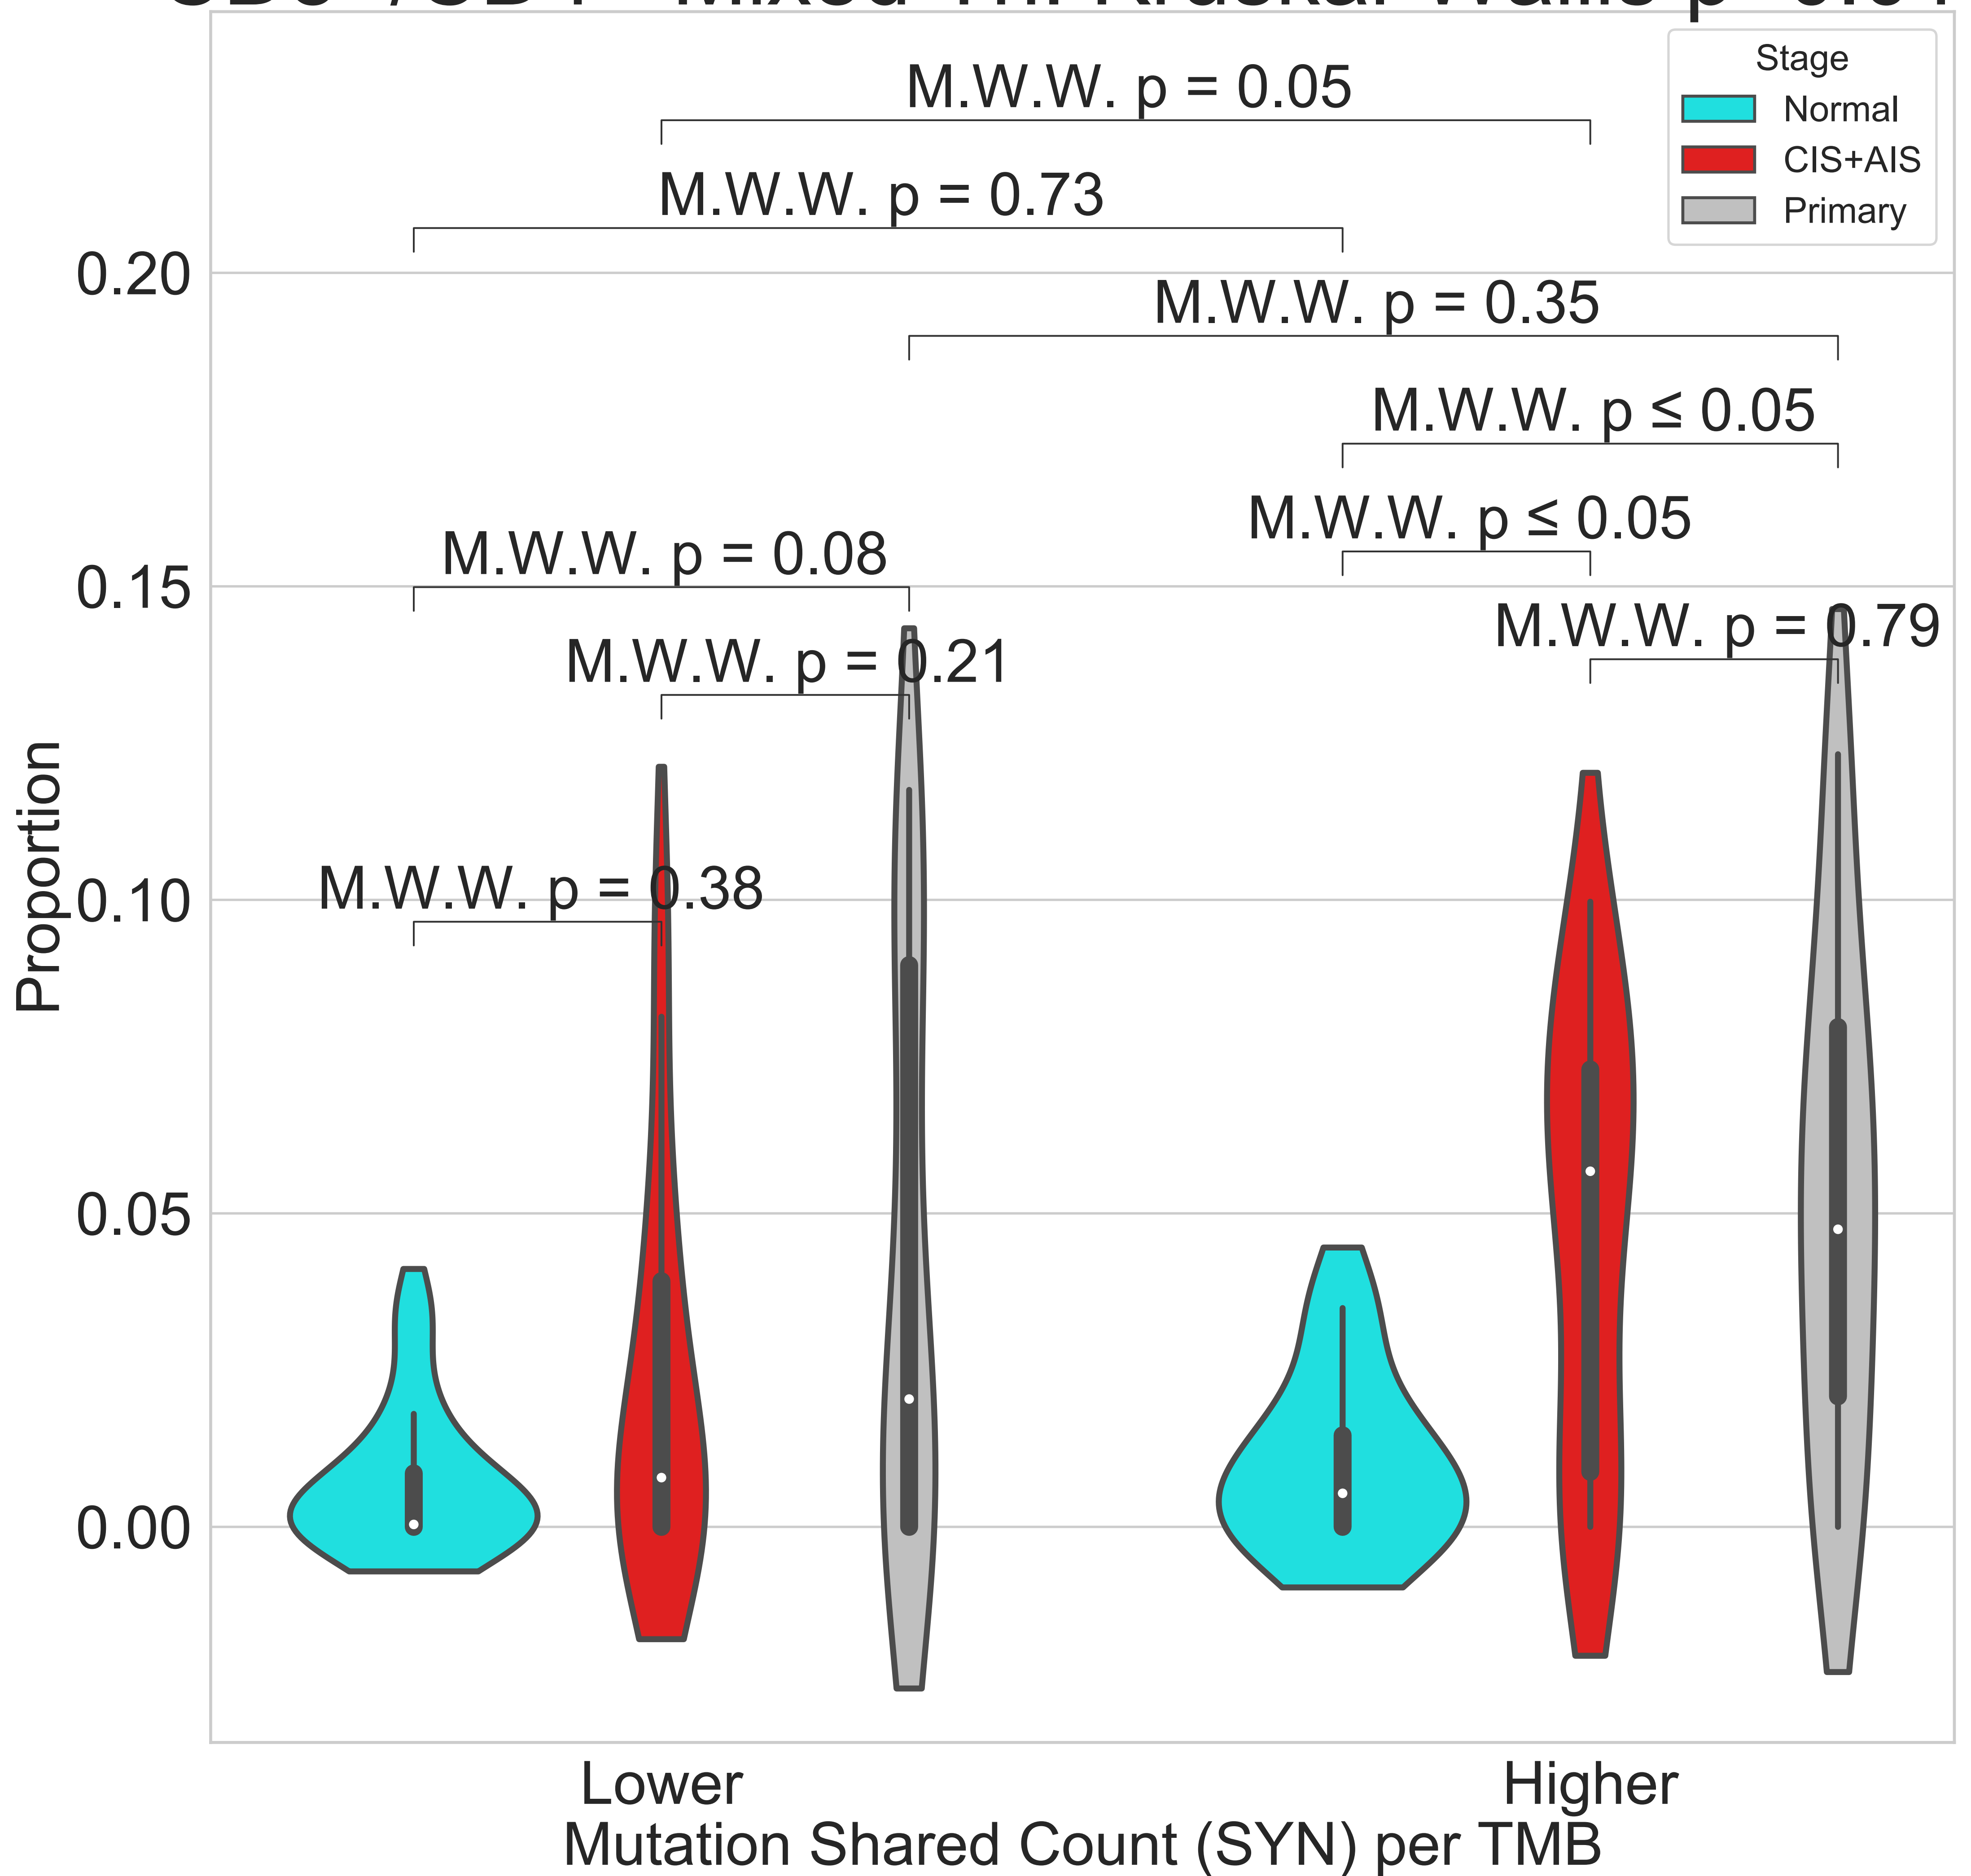 M.W.W. p = 0.05
Stage
Normal
CIS+AIS
Primary
M.W.W. p = 0.73
0.20
M.W.W. p = 0.35
M.W.W. p ≤ 0.05
M.W.W. p ≤ 0.05
M.W.W. p = 0.08
0.15
M.W.W. p = 0.79
M.W.W. p = 0.21
Proportion
M.W.W. p = 0.38
0.10
0.05
0.00
Lower
Higher
Mutation Shared Count (SYN) per TMB